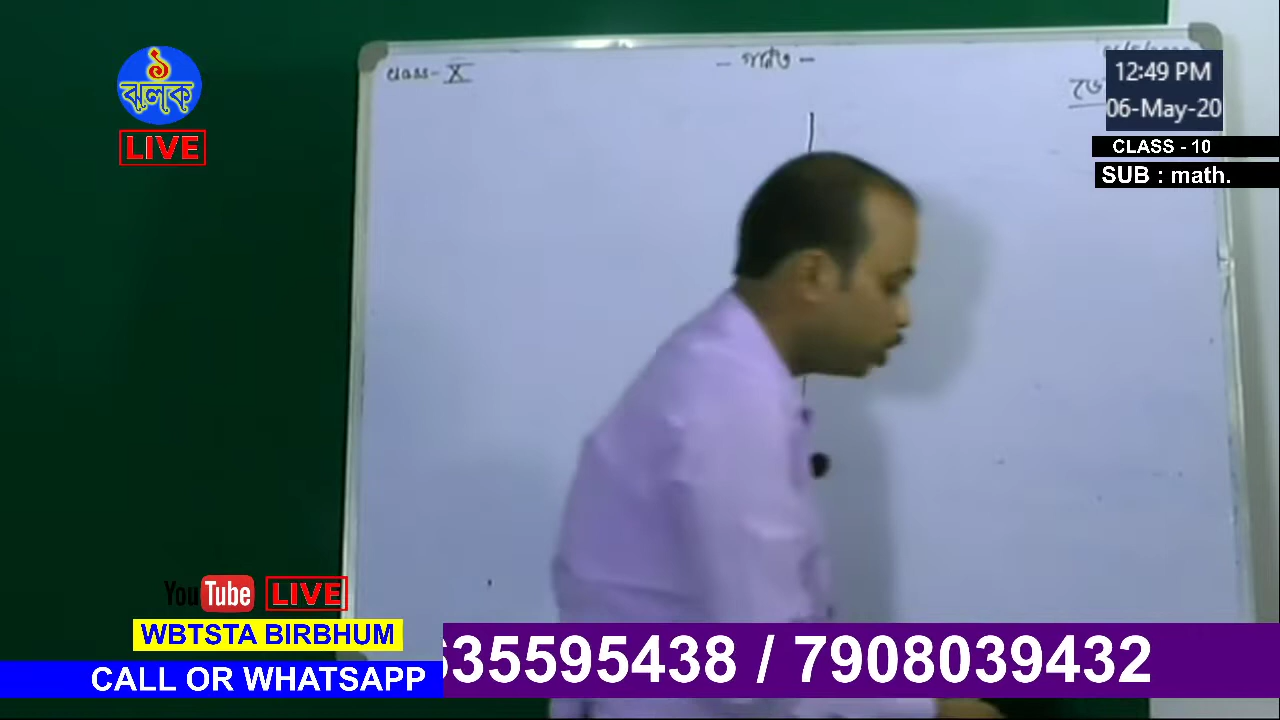 ঝলক
LIVE
class- X
- গণিত -
12:49 PM
06-May-20
CLASS - 10
SUB : math.
YouTube LIVE
WBTSTA BIRBHUM
CALL OR WHATSAPP
635595438 / 7908039432